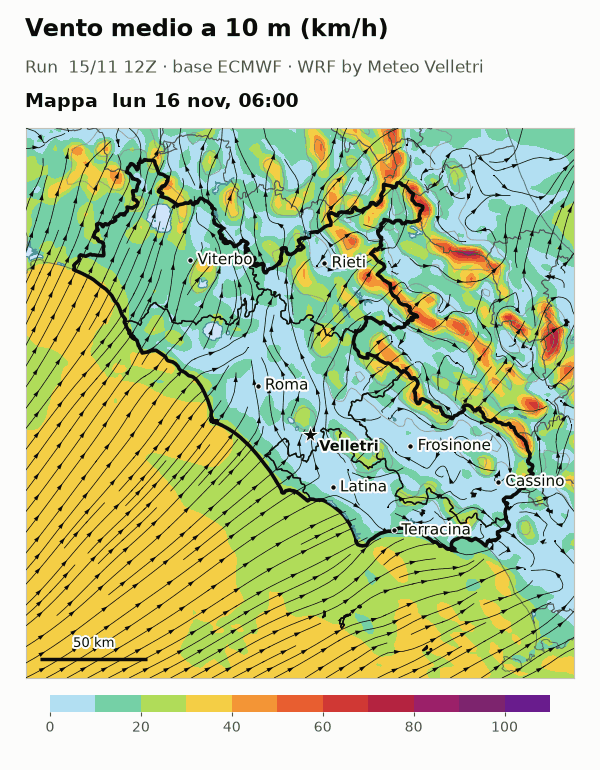 Vento medio a 10 m (km/h)
Run 15/11 12Z · base ECMWF · WRF by Meteo Velletri
Mappa lun 16 nov, 06:00
Viterbo
Rieti
Roma
Velletri
Frosinone
Latina
Cassino
Terracina
50 km
0 20 40 60 80 100